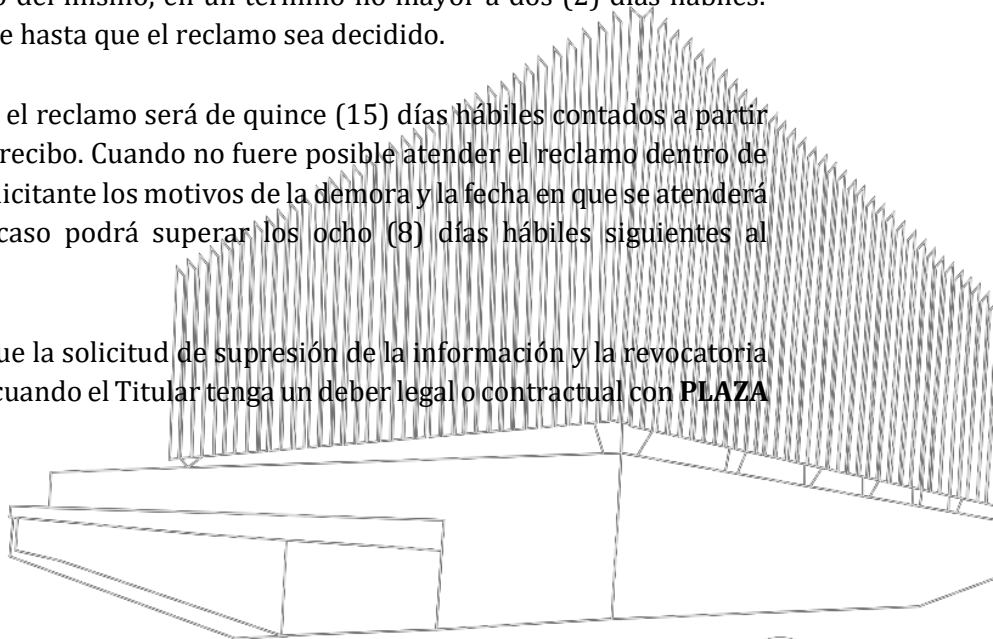 del mismo, en un término no mayor a dos (2) días hábiles.
e hasta que el reclamo sea decidido.
el reclamo será de quince (15) días hábiles contados a partir
recibo. Cuando no fuere posible atender el reclamo dentro de
licitante los motivos de la demora y la fecha en que se atenderá
caso podrá superar los ocho (8) días hábiles siguientes al
ue la solicitud de supresión de la información y la revocatoria
cuando el Titular tenga un deber legal o contractual con PLAZA